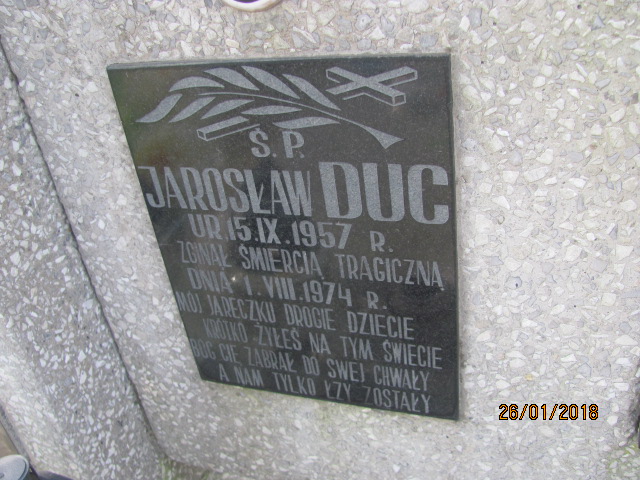 Ś. P.
JAROSŁAW DUC
UR 15.IX.1957 R.
ZGINĄŁ ŚMIERCIĄ TRAGICZNĄ
DNIA 1.VIII.1974 R.
MÓJ JARECZKU DROGIE DZIECIE
KRÓTKO ŻYŁEŚ NA TYM ŚWIECIE
BÓG CIĘ ZABRAŁ DO SWEJ CHWAŁY
A NAM TYLKO ŁZY ZOSTAŁY
26/01/2018